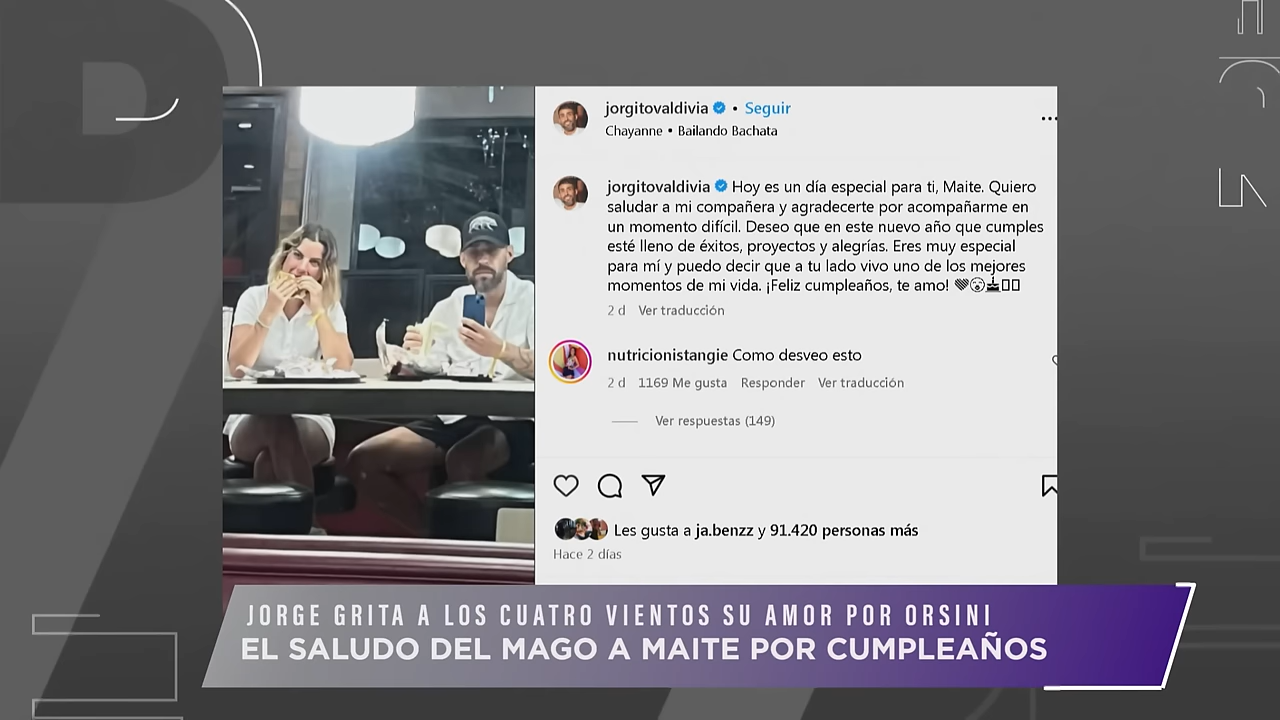 jorgitovaldivia • Seguir
Chayanne • Bailando Bachata
jorgitovaldivia Hoy es un día especial para ti, Maite. Quiero
saludar a mi compañera y agradecerte por acompañarme en
un momento difícil. Deseo que en este nuevo año que cumples
esté lleno de éxitos, proyectos y alegrías. Eres muy especial
para mí y puedo decir que a tu lado vivo uno de los mejores
momentos de mi vida. ¡Feliz cumpleaños, te amo!
2 d Ver traducción
nutricionistangie Como desveo esto
2 d 1169 Me gusta Responder Ver traducción
Ver respuestas (149)
Les gusta a ja.benzz y 91.420 personas más
Hace 2 días
JORGE GRITA A LOS CUATRO VIENTOS SU AMOR POR ORSINI
EL SALUDO DEL MAGO A MAITE POR CUMPLEAÑOS